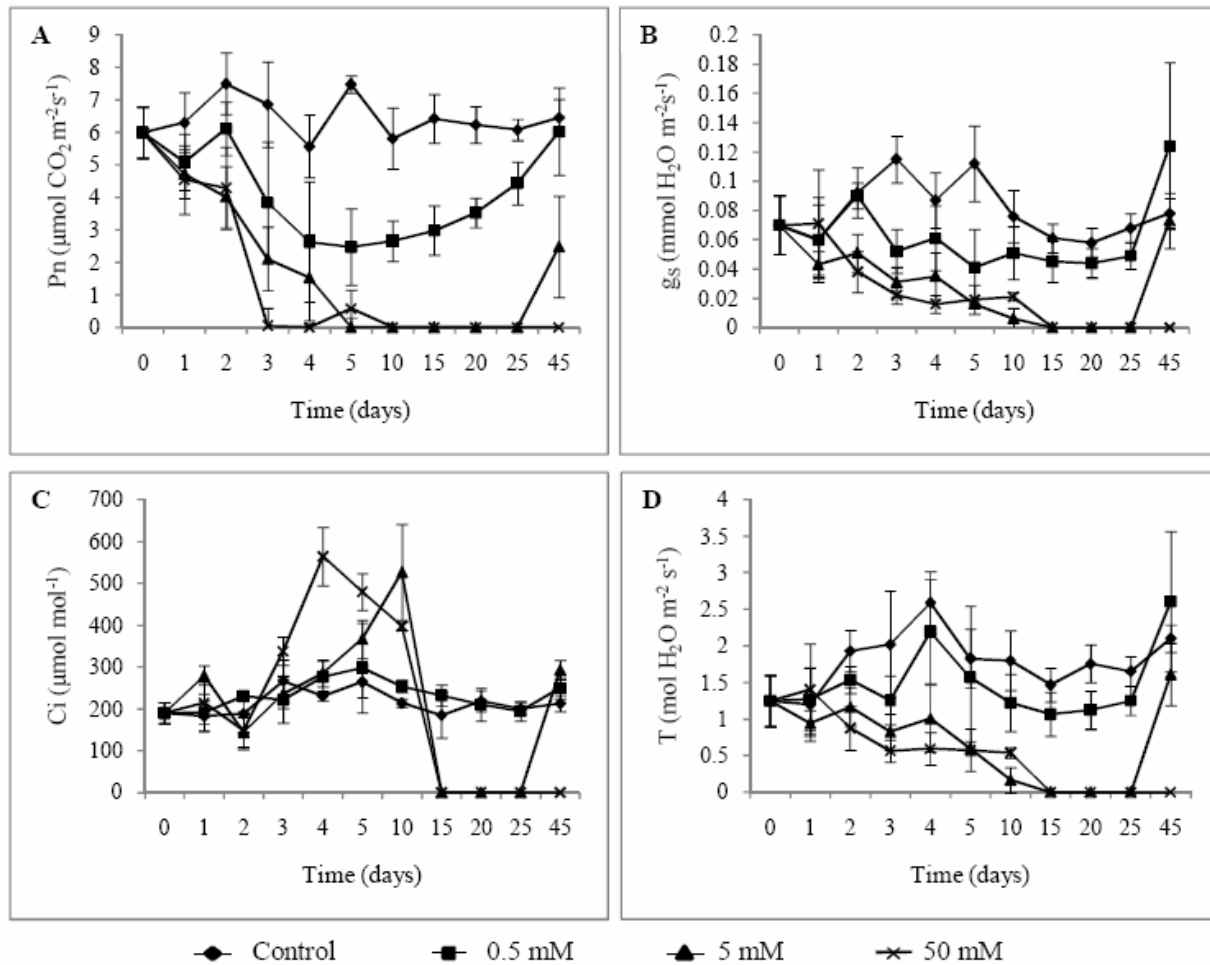 A
Pn (µmol CO₂ m⁻²s⁻¹)
9
8
7
6
5
4
3
2
1
0
0 1 2 3 4 5 10 15 20 25 45
Time (days)
B
gs (mmol H₂O m⁻²s⁻¹)
0.2
0.18
0.16
0.14
0.12
0.10
0.08
0.06
0.04
0.02
0
0 1 2 3 4 5 10 15 20 25 45
Time (days)
C
Ci (µmol mol⁻¹)
700
600
500
400
300
200
100
0
0 1 2 3 4 5 10 15 20 25 45
Time (days)
D
T (mol H₂O m⁻² s⁻¹)
4
3.5
3
2.5
2
1.5
1
0.5
0
0 1 2 3 4 5 10 15 20 25 45
Time (days)
Control 0.5 mM 5 mM 50 mM